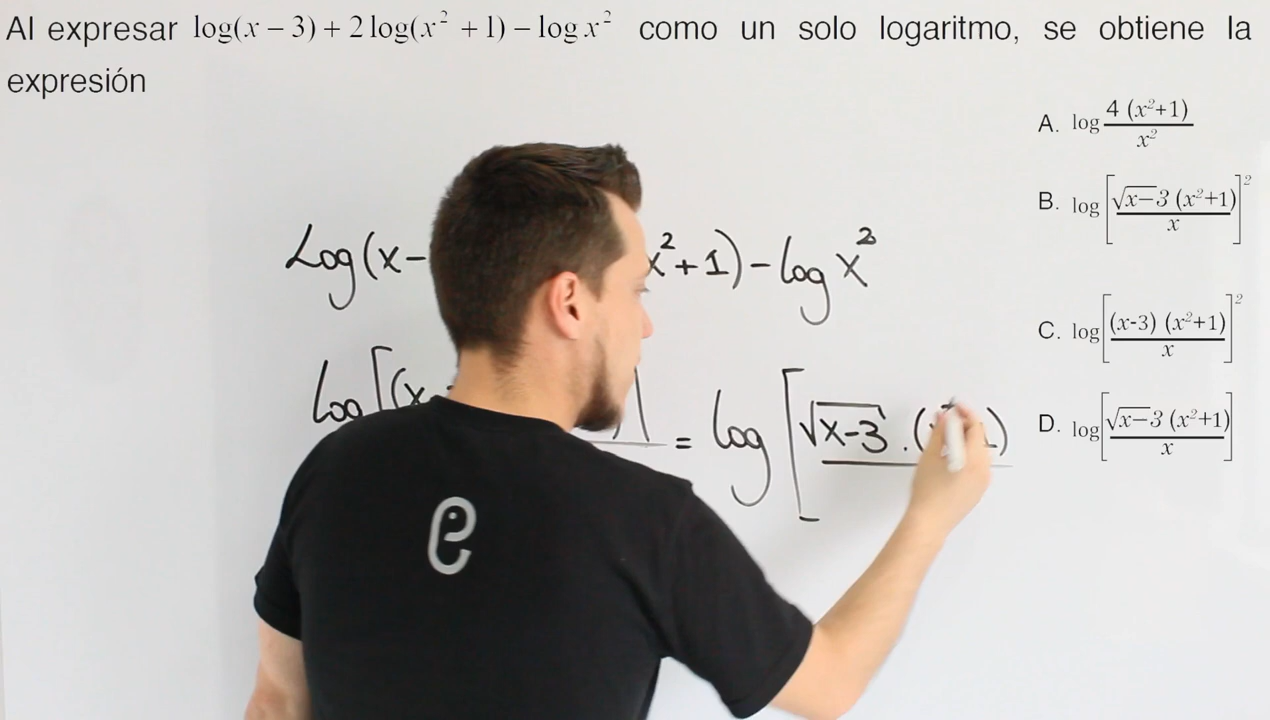 Al expresar log(x − 3) + 2 log(x² + 1) − log x² como un solo logaritmo, se obtiene la
expresión
A. log 4 (x²+1) / x²
B. log [√x−3 (x²+1) / x]²
C. log [(x-3) (x²+1) / x]²
D. log [√x−3 (x²+1) / x]
Log(x− x²+1) − log x²
log[(x = log [√x−3 . (